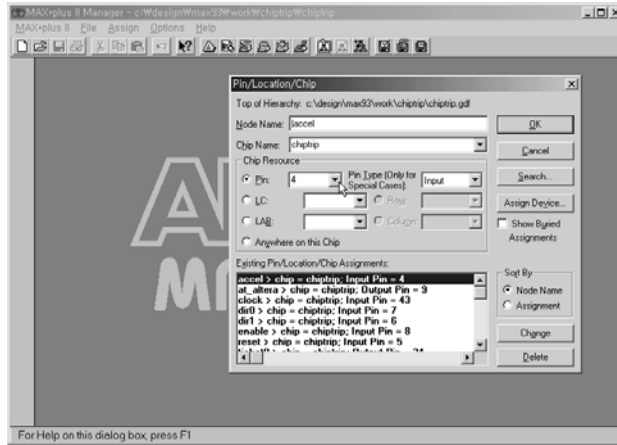 MAX+plus II Manager - c:₩design₩max93₩work₩chiptrip₩chiptrip
MAX+plus II File Assign Options Help
Pin/Location/Chip
Top of Hierarchy: c:\design\max93\work\chiptrip\chiptrip.gdf
Node Name: |accel
OK
Chip Name: chiptrip
Cancel
Chip Resource
Pin: 4
Pin Type (Only for
Special Cases):
Input
Search...
LC:
Row
Assign Device...
LAB:
Column
Show Buried
Assignments
Anywhere on this Chip
Existing Pin/Location/Chip Assignments:
accel > chip = chiptrip; Input Pin = 4
at_altera > chip = chiptrip; Output Pin = 9
clock > chip = chiptrip; Input Pin = 43
dir0 > chip = chiptrip; Input Pin = 7
dir1 > chip = chiptrip; Input Pin = 6
enable > chip = chiptrip; Input Pin = 8
reset > chip = chiptrip; Input Pin = 5
Sort By
Node Name
Assignment
Change
Delete
For Help on this dialog box, press F1